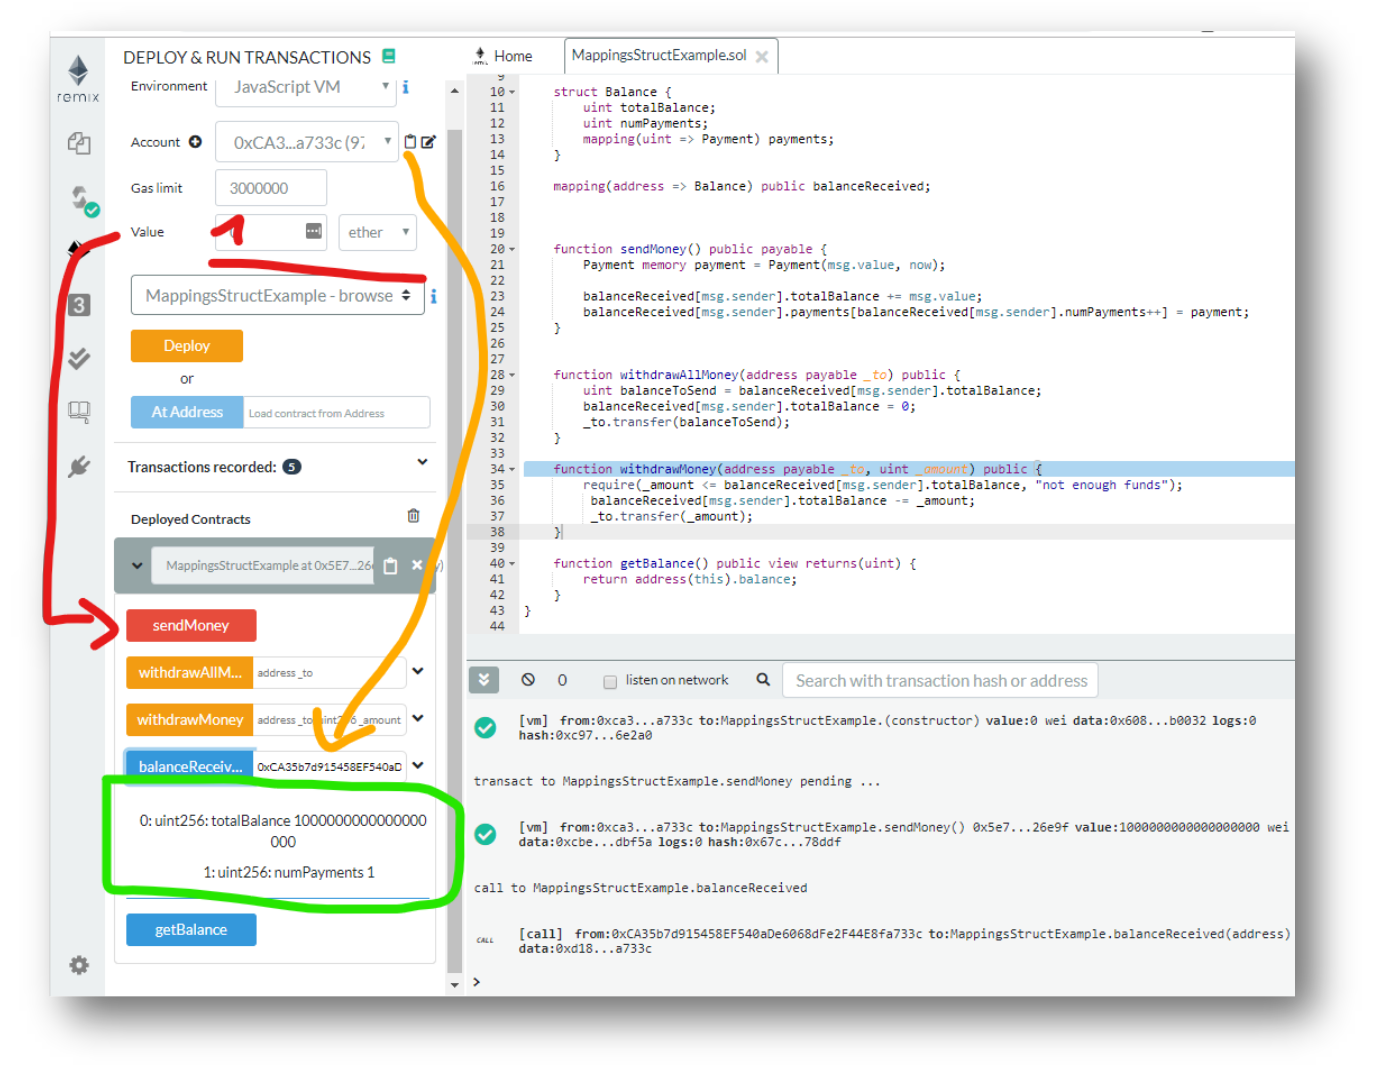 DEPLOY & RUN TRANSACTIONS
remix
Environment
JavaScript VM
i
Account
0xCA3...a733c (97
Gas limit
3000000
Value
1
ether
MappingsStructExample - browse
i
3
Deploy
or
At Address
Load contract from Address
Transactions recorded: 5
Deployed Contracts
MappingsStructExample at 0x5E7...26
y)
sendMoney
withdrawAllM...
address _to
withdrawMoney
address _to, uint256 _amount
balanceReceiv...
0xCA35b7d915458EF540aD
0: uint256: totalBalance 1000000000000000
000
1: uint256: numPayments 1
getBalance
Home
MappingsStructExample.sol
9
10 struct Balance {
11 uint totalBalance;
12 uint numPayments;
13 mapping(uint => Payment) payments;
14 }
15
16 mapping(address => Balance) public balanceReceived;
17
18
19
20 function sendMoney() public payable {
21 Payment memory payment = Payment(msg.value, now);
22
23 balanceReceived[msg.sender].totalBalance += msg.value;
24 balanceReceived[msg.sender].payments[balanceReceived[msg.sender].numPayments++] = payment;
25 }
26
27
28 function withdrawAllMoney(address payable _to) public {
29 uint balanceToSend = balanceReceived[msg.sender].totalBalance;
30 balanceReceived[msg.sender].totalBalance = 0;
31 _to.transfer(balanceToSend);
32 }
33
34 function withdrawMoney(address payable _to, uint _amount) public {
35 require(_amount <= balanceReceived[msg.sender].totalBalance, "not enough funds");
36 balanceReceived[msg.sender].totalBalance -= _amount;
37 _to.transfer(_amount);
38 }
39
40 function getBalance() public view returns(uint) {
41 return address(this).balance;
42 }
43 }
44
0
listen on network
Search with transaction hash or address
[vm] from:0xca3...a733c to:MappingsStructExample.(constructor) value:0 wei data:0x608...b0032 logs:0
hash:0xc97...6e2a0
transact to MappingsStructExample.sendMoney pending ...
[vm] from:0xca3...a733c to:MappingsStructExample.sendMoney() 0x5e7...26e9f value:1000000000000000000 wei
data:0xcbe...dbf5a logs:0 hash:0x67c...78ddf
call to MappingsStructExample.balanceReceived
CALL
[call] from:0xCA35b7d915458EF540aDe6068dFe2F44E8fa733c to:MappingsStructExample.balanceReceived(address)
data:0xd18...a733c
>